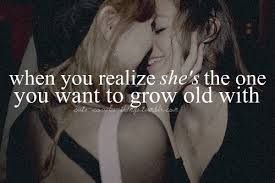 when you realize she's the one
you want to grow old with